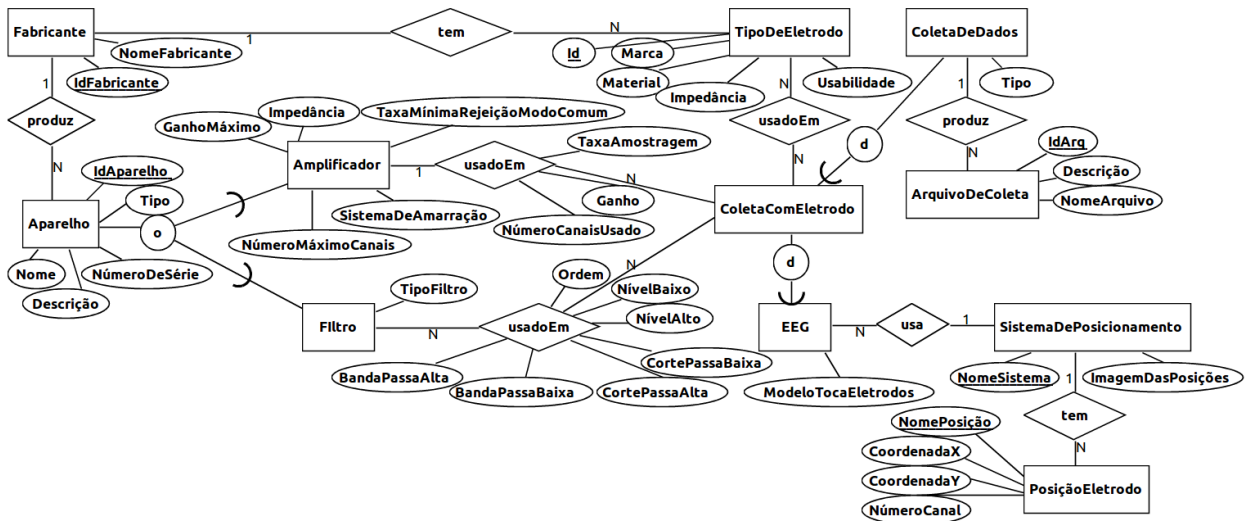 Fabricante
1
tem
N
TipoDeEletrodo
ColetaDeDados
NomeFabricante
IdFabricante
Id
Marca
Material
Impedância
Usabilidade
Tipo
1
produz
N
N
usadoEm
N
1
produz
N
d
Impedância
TaxaMínimaRejeiçãoModoComum
GanhoMáximo
Amplificador
1
usadoEm
N
TaxaAmostragem
Ganho
NúmeroCanaisUsado
SistemaDeAmarração
NúmeroMáximoCanais
IdArq
Descrição
NomeArquivo
ArquivoDeColeta
ColetaComEletrodo
IdAparelho
Tipo
Aparelho
o
Nome
NúmeroDeSérie
Descrição
d
TipoFiltro
FIltro
N
usadoEm
N
Ordem
NívelBaixo
NívelAlto
CortePassaBaixa
CortePassaAlta
BandaPassaBaixa
BandaPassaAlta
EEG
N
usa
1
SistemaDePosicionamento
ModeloTocaEletrodos
NomeSistema
ImagemDasPosições
1
tem
N
NomePosição
CoordenadaX
CoordenadaY
NúmeroCanal
PosiçãoEletrodo